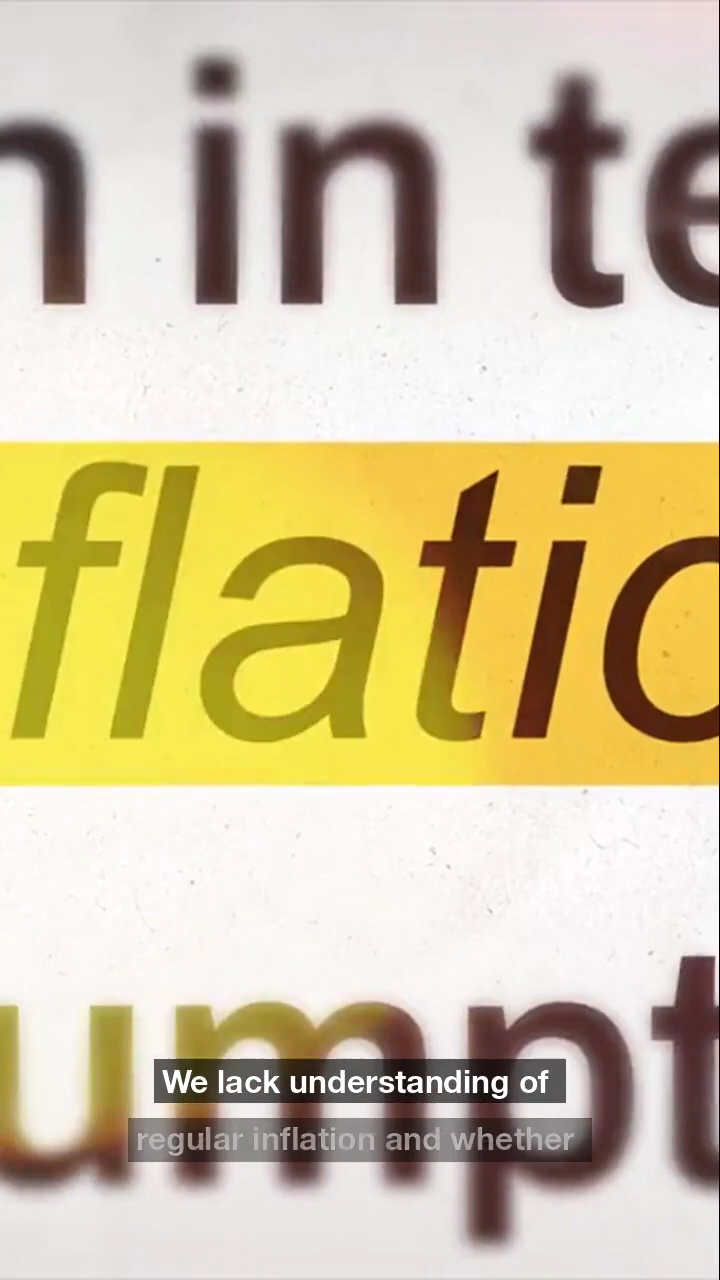 n in te
flatio
umpt
We lack understanding of
regular inflation and whether